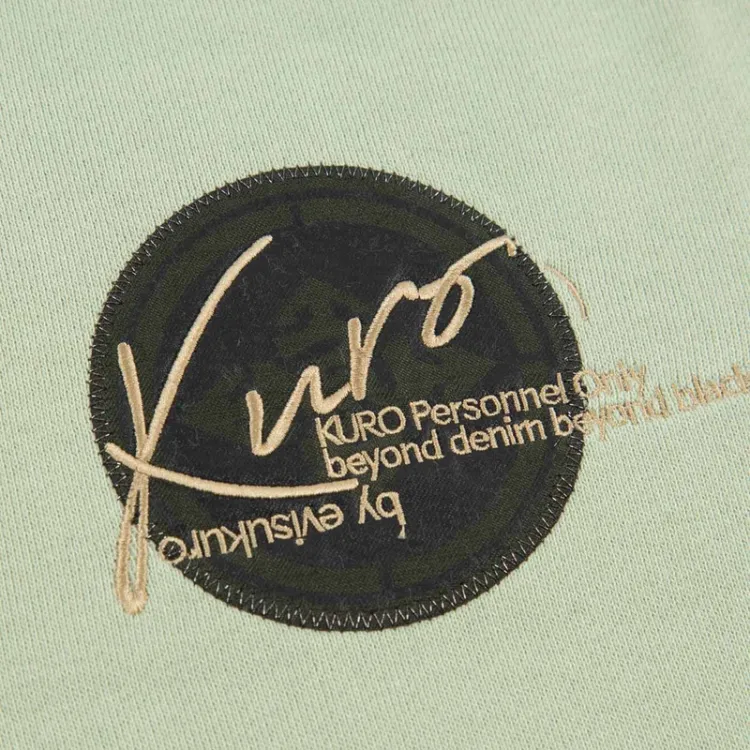 Kuro
KURO Personnel Only
beyond denim beyond black
by evisukuro